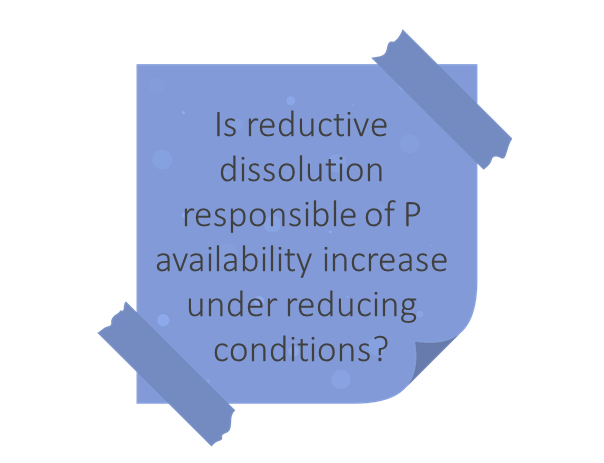 Is reductive
dissolution
responsible of P
availability increase
under reducing
conditions?